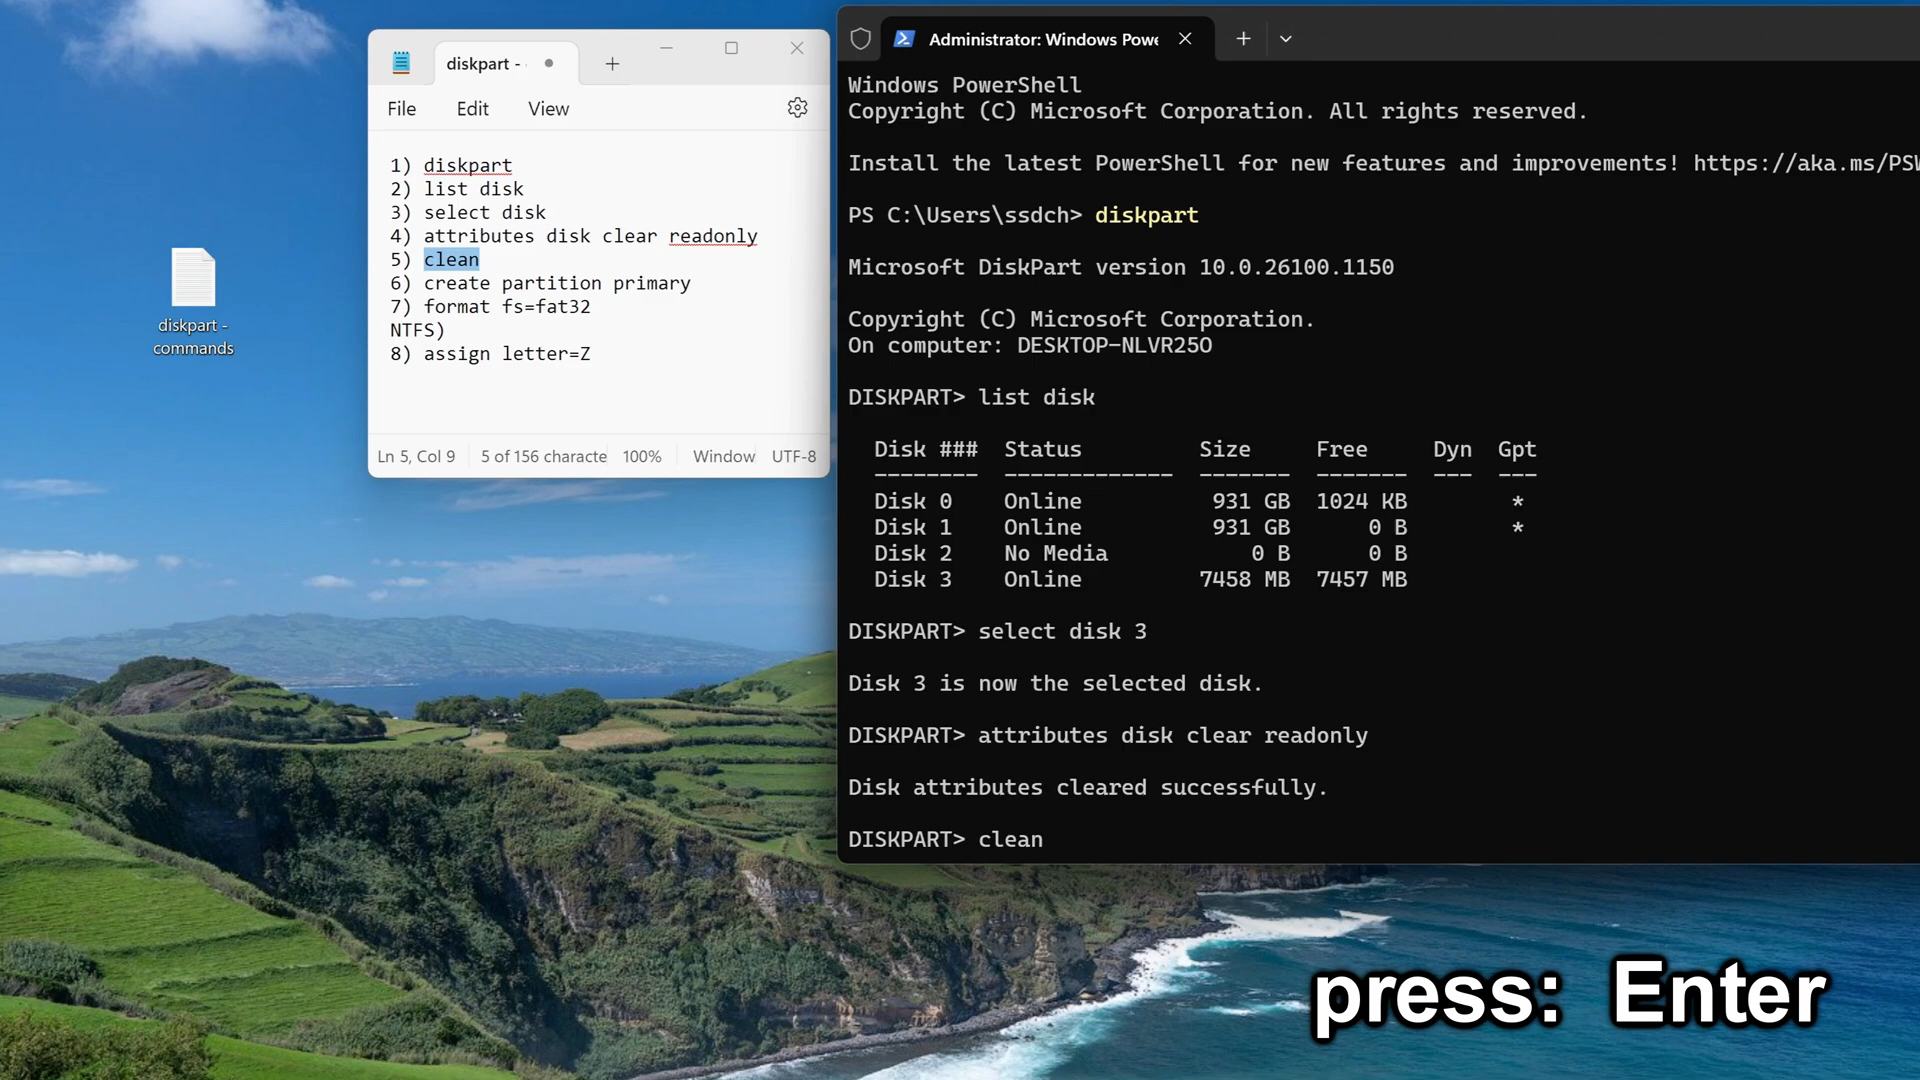 diskpart -
File Edit View
1) diskpart
2) list disk
3) select disk
4) attributes disk clear readonly
5) clean
6) create partition primary
7) format fs=fat32
NTFS)
8) assign letter=Z
Ln 5, Col 9 5 of 156 characte 100% Window UTF-8
diskpart -
commands
Administrator: Windows Powe
Windows PowerShell
Copyright (C) Microsoft Corporation. All rights reserved.
Install the latest PowerShell for new features and improvements! https://aka.ms/PSW
PS C:\Users\ssdch> diskpart
Microsoft DiskPart version 10.0.26100.1150
Copyright (C) Microsoft Corporation.
On computer: DESKTOP-NLVR25O
DISKPART> list disk
Disk ### Status Size Free Dyn Gpt
-------- ------------- ------- ------- --- ---
Disk 0 Online 931 GB 1024 KB *
Disk 1 Online 931 GB 0 B *
Disk 2 No Media 0 B 0 B
Disk 3 Online 7458 MB 7457 MB
DISKPART> select disk 3
Disk 3 is now the selected disk.
DISKPART> attributes disk clear readonly
Disk attributes cleared successfully.
DISKPART> clean
press: Enter